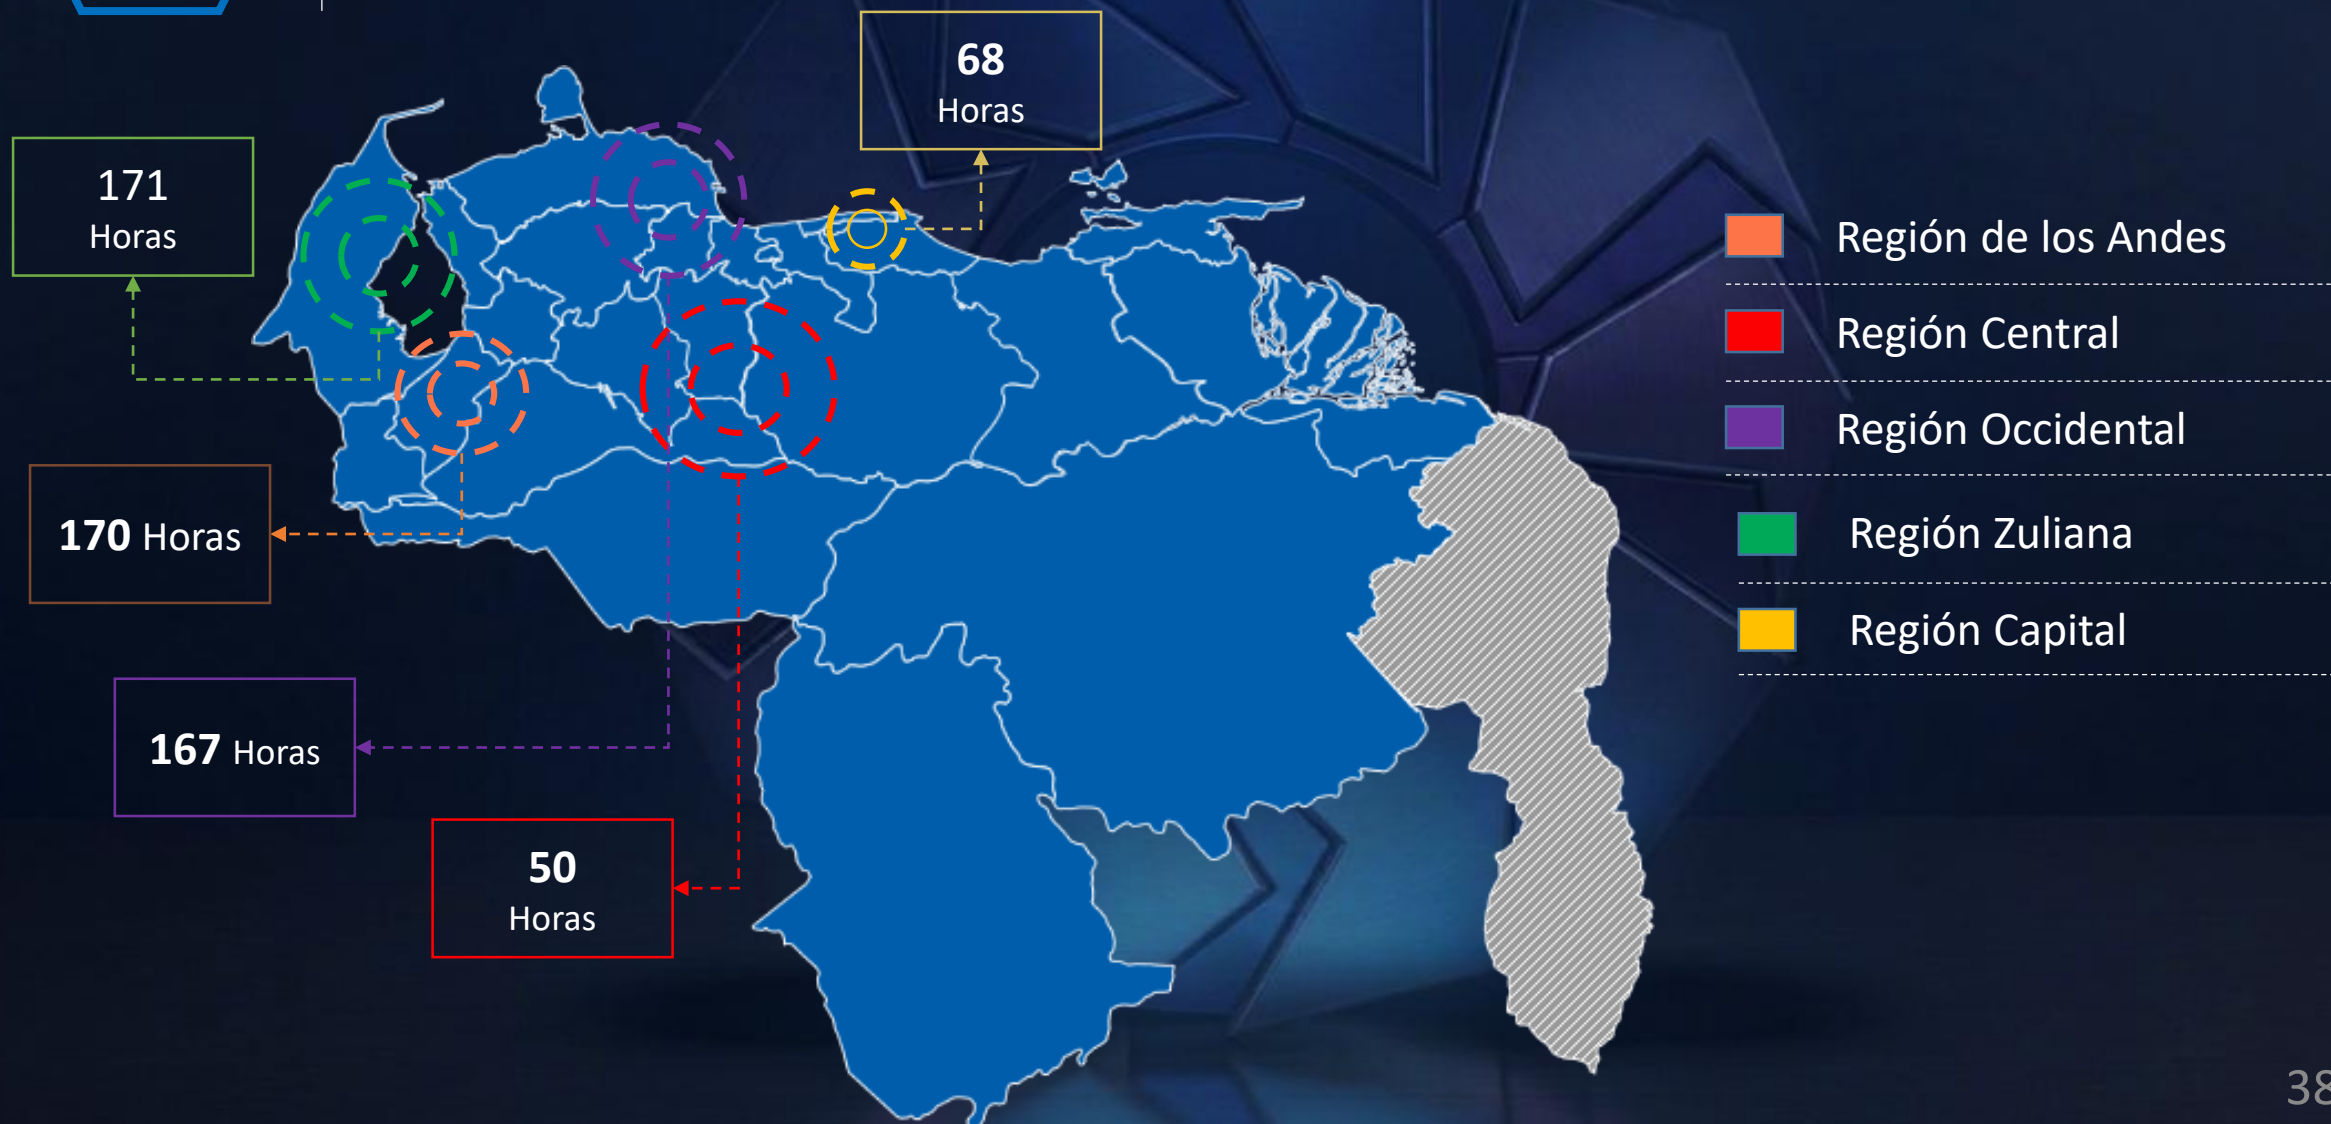 68
Horas
171
Horas
170 Horas
167 Horas
50
Horas
Región de los Andes
Región Central
Región Occidental
Región Zuliana
Región Capital
38